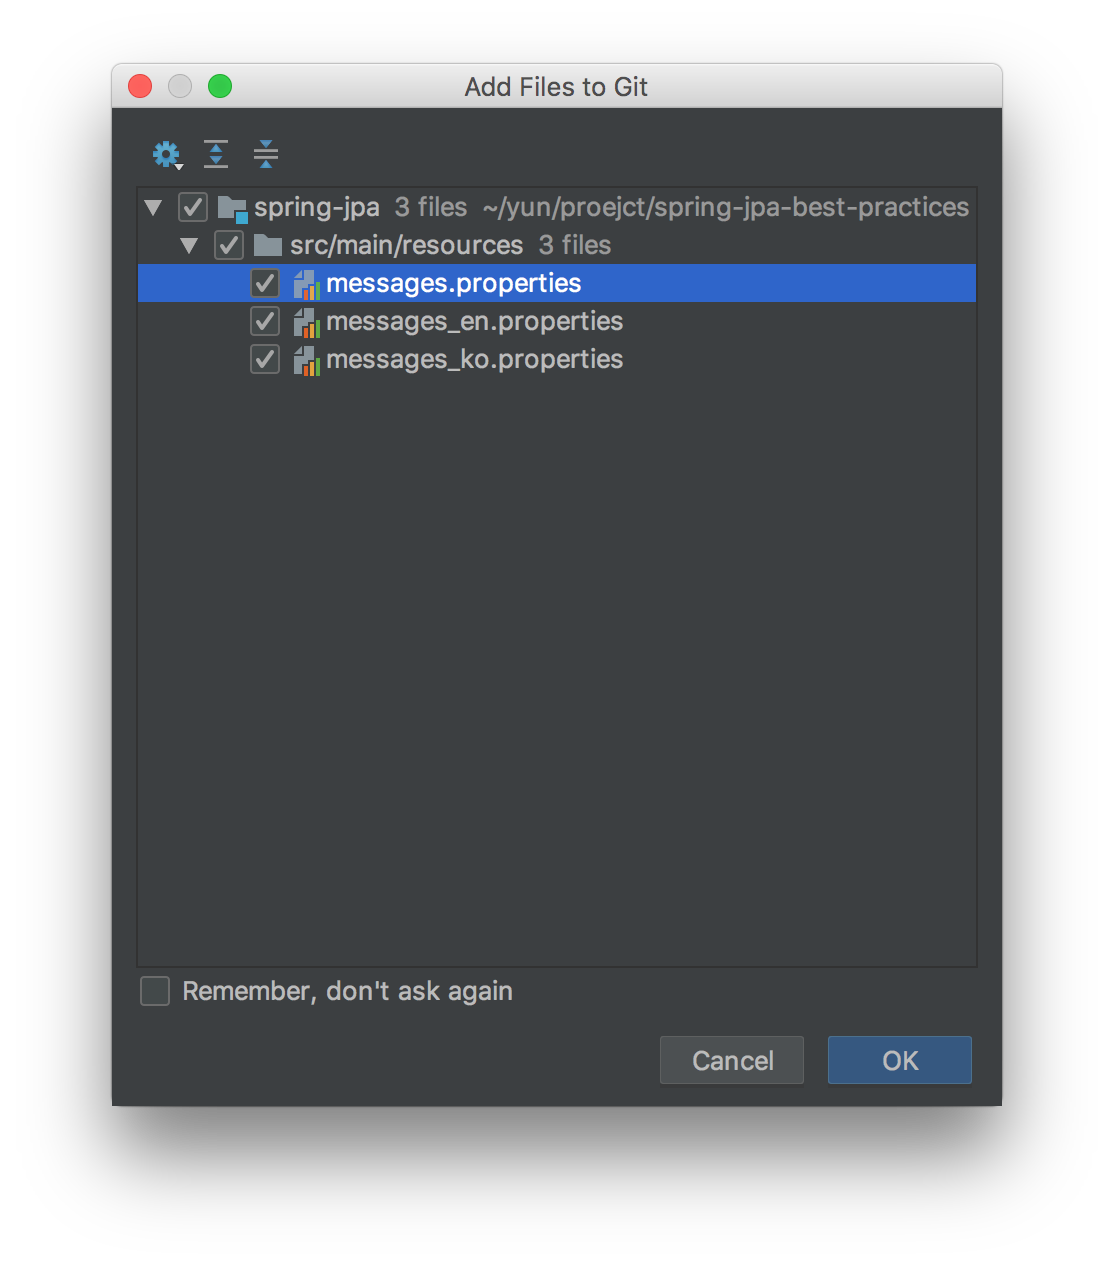 Add Files to Git
spring-jpa 3 files ~/yun/proejct/spring-jpa-best-practices
src/main/resources 3 files
messages.properties
messages_en.properties
messages_ko.properties
Remember, don't ask again
Cancel OK